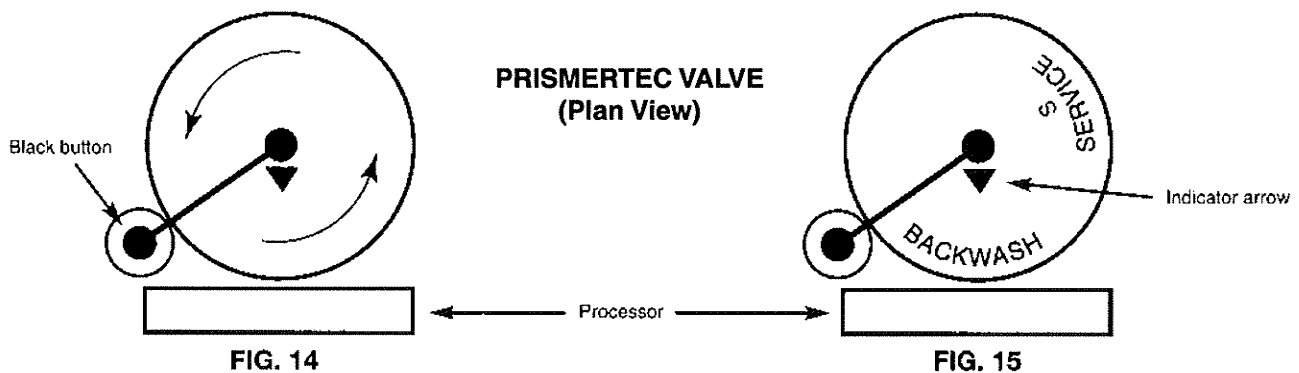 PRISMERTEC VALVE
(Plan View)
Black button
SERVICE
S
Indicator arrow
BACKWASH
Processor
FIG. 14
FIG. 15